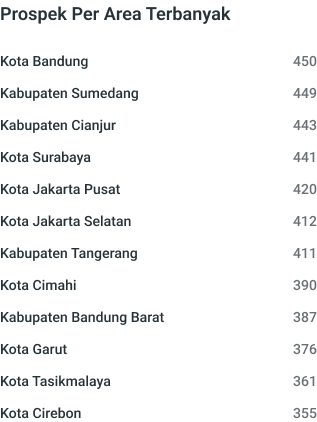 Prospek Per Area Terbanyak
Kota Bandung 450
Kabupaten Sumedang 449
Kabupaten Cianjur 443
Kota Surabaya 441
Kota Jakarta Pusat 420
Kota Jakarta Selatan 412
Kabupaten Tangerang 411
Kota Cimahi 390
Kabupaten Bandung Barat 387
Kota Garut 376
Kota Tasikmalaya 361
Kota Cirebon 355